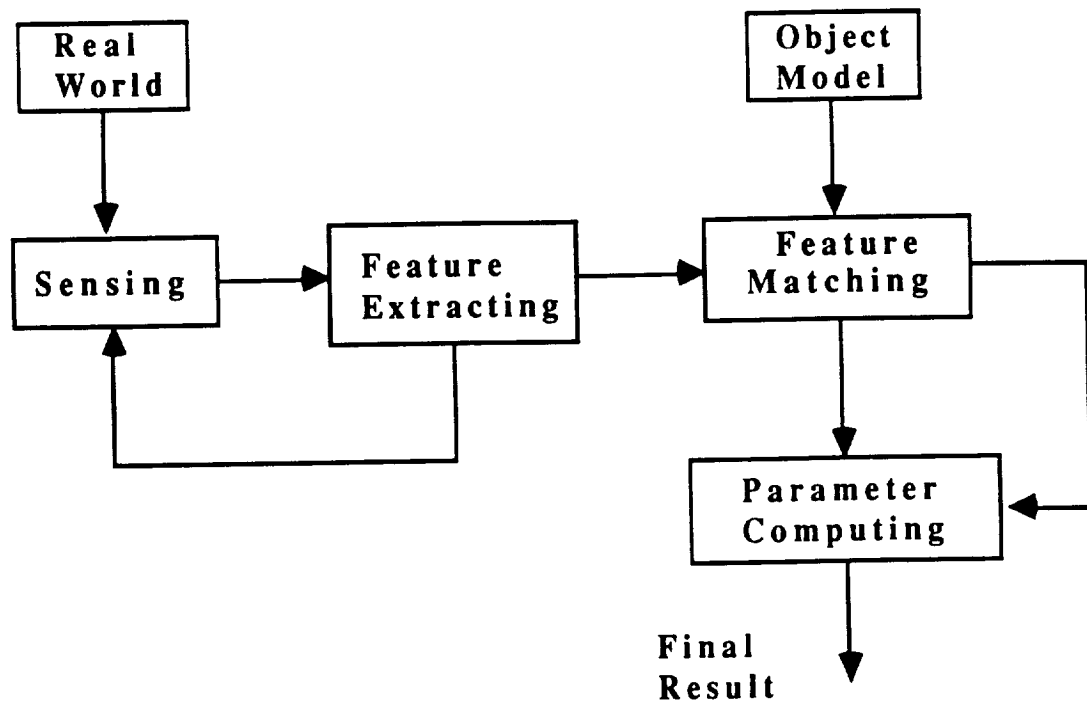 Real
World
Object
Model
Sensing
Feature
Extracting
Feature
Matching
Parameter
Computing
Final
Result